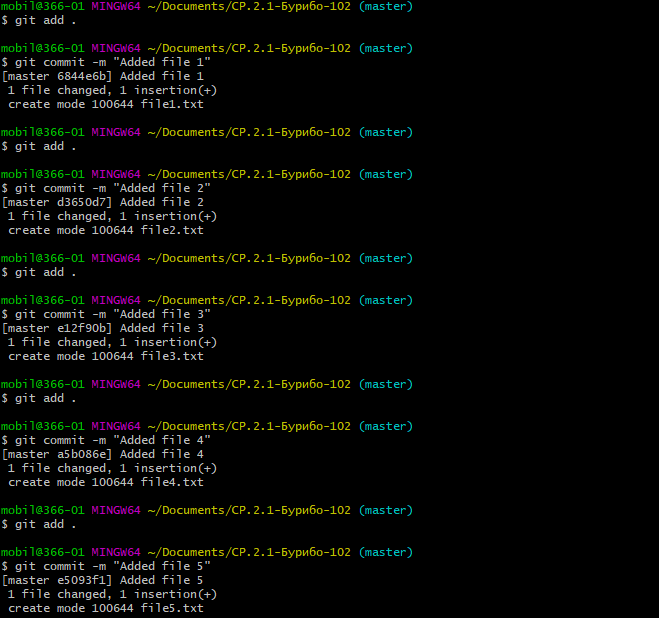 mobil@366-01 MINGW64 ~/Documents/СР.2.1-Бурибо-102 (master)
$ git add .
mobil@366-01 MINGW64 ~/Documents/СР.2.1-Бурибо-102 (master)
$ git commit -m "Added file 1"
[master 6844e6b] Added file 1
 1 file changed, 1 insertion(+)
 create mode 100644 file1.txt
mobil@366-01 MINGW64 ~/Documents/СР.2.1-Бурибо-102 (master)
$ git add .
mobil@366-01 MINGW64 ~/Documents/СР.2.1-Бурибо-102 (master)
$ git commit -m "Added file 2"
[master d3650d7] Added file 2
 1 file changed, 1 insertion(+)
 create mode 100644 file2.txt
mobil@366-01 MINGW64 ~/Documents/СР.2.1-Бурибо-102 (master)
$ git add .
mobil@366-01 MINGW64 ~/Documents/СР.2.1-Бурибо-102 (master)
$ git commit -m "Added file 3"
[master e12f90b] Added file 3
 1 file changed, 1 insertion(+)
 create mode 100644 file3.txt
mobil@366-01 MINGW64 ~/Documents/СР.2.1-Бурибо-102 (master)
$ git add .
mobil@366-01 MINGW64 ~/Documents/СР.2.1-Бурибо-102 (master)
$ git commit -m "Added file 4"
[master a5b086e] Added file 4
 1 file changed, 1 insertion(+)
 create mode 100644 file4.txt
mobil@366-01 MINGW64 ~/Documents/СР.2.1-Бурибо-102 (master)
$ git add .
mobil@366-01 MINGW64 ~/Documents/СР.2.1-Бурибо-102 (master)
$ git commit -m "Added file 5"
[master e5093f1] Added file 5
 1 file changed, 1 insertion(+)
 create mode 100644 file5.txt